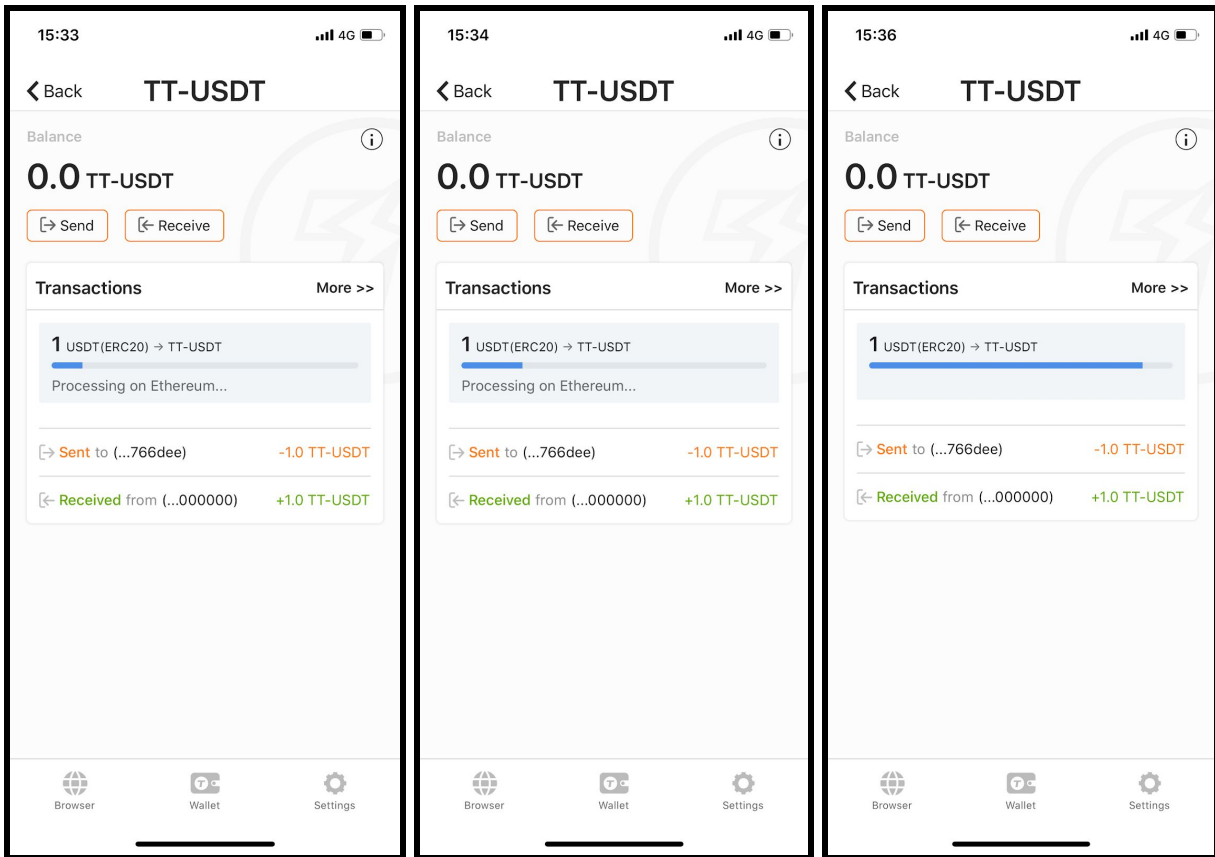 15:33
4G
Back
TT-USDT
Balance
0.0 TT-USDT
Send
Receive
Transactions
More >>
1 USDT(ERC20) → TT-USDT
Processing on Ethereum...
Sent to (...766dee)
-1.0 TT-USDT
Received from (...000000)
+1.0 TT-USDT
Browser
Wallet
Settings
15:34
4G
Back
TT-USDT
Balance
0.0 TT-USDT
Send
Receive
Transactions
More >>
1 USDT(ERC20) → TT-USDT
Processing on Ethereum...
Sent to (...766dee)
-1.0 TT-USDT
Received from (...000000)
+1.0 TT-USDT
Browser
Wallet
Settings
15:36
4G
Back
TT-USDT
Balance
0.0 TT-USDT
Send
Receive
Transactions
More >>
1 USDT(ERC20) → TT-USDT
Sent to (...766dee)
-1.0 TT-USDT
Received from (...000000)
+1.0 TT-USDT
Browser
Wallet
Settings